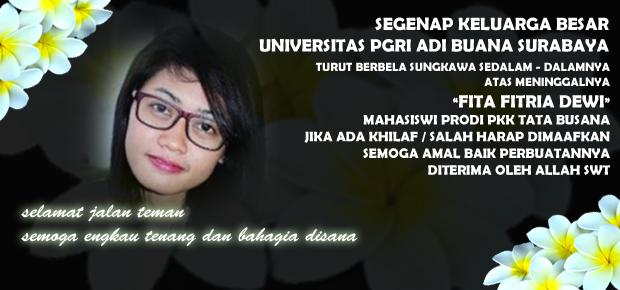 SEGENAP KELUARGA BESAR
UNIVERSITAS PGRI ADI BUANA SURABAYA
TURUT BERBELA SUNGKAWA SEDALAM - DALAMNYA
ATAS MENINGGALNYA
“FITA FITRIA DEWI”
MAHASISWI PRODI PKK TATA BUSANA
JIKA ADA KHILAF / SALAH HARAP DIMAAFKAN
SEMOGA AMAL BAIK PERBUATANNYA
DITERIMA OLEH ALLAH SWT
selamat jalan teman
semoga engkau tenang dan bahagia disana